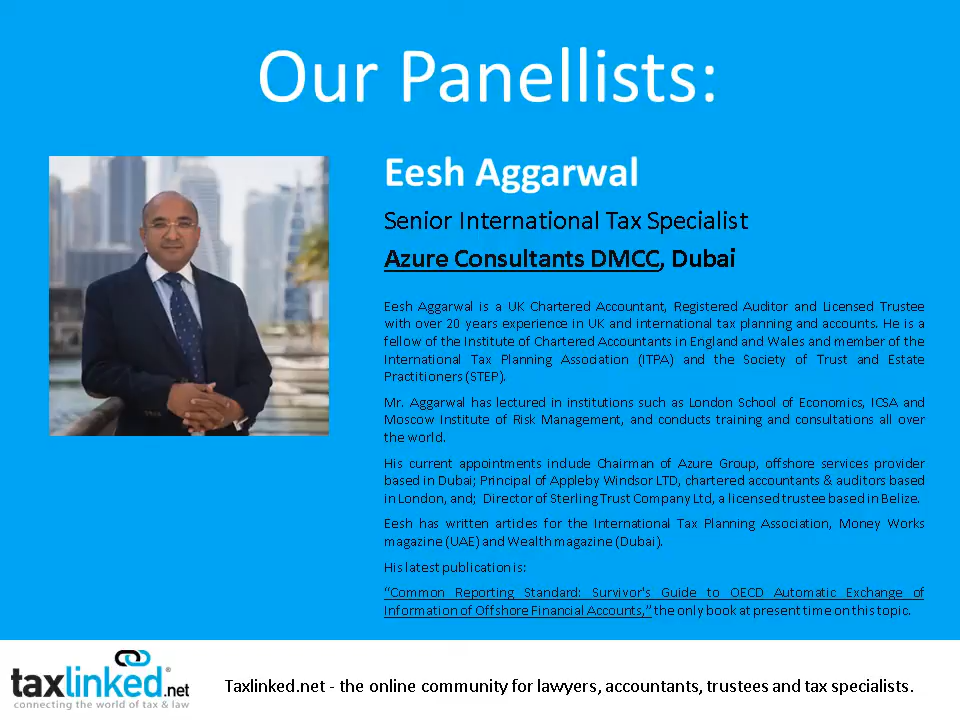 Our Panellists:
Eesh Aggarwal
Senior International Tax Specialist
Azure Consultants DMCC, Dubai
Eesh Aggarwal is a UK Chartered Accountant, Registered Auditor and Licensed Trustee
with over 20 years experience in UK and international tax planning and accounts. He is a
fellow of the Institute of Chartered Accountants in England and Wales and member of the
International Tax Planning Association (ITPA) and the Society of Trust and Estate
Practitioners (STEP).
Mr. Aggarwal has lectured in institutions such as London School of Economics, ICSA and
Moscow Institute of Risk Management, and conducts training and consultations all over
the world.
His current appointments include Chairman of Azure Group, offshore services provider
based in Dubai; Principal of Appleby Windsor LTD, chartered accountants & auditors based
in London, and; Director of Sterling Trust Company Ltd, a licensed trustee based in Belize.
Eesh has written articles for the International Tax Planning Association, Money Works
magazine (UAE) and Wealth magazine (Dubai).
His latest publication is:
“Common Reporting Standard: Survivor's Guide to OECD Automatic Exchange of
Information of Offshore Financial Accounts,” the only book at present time on this topic.
taxlinked.net®
connecting the world of tax & law
Taxlinked.net - the online community for lawyers, accountants, trustees and tax specialists.